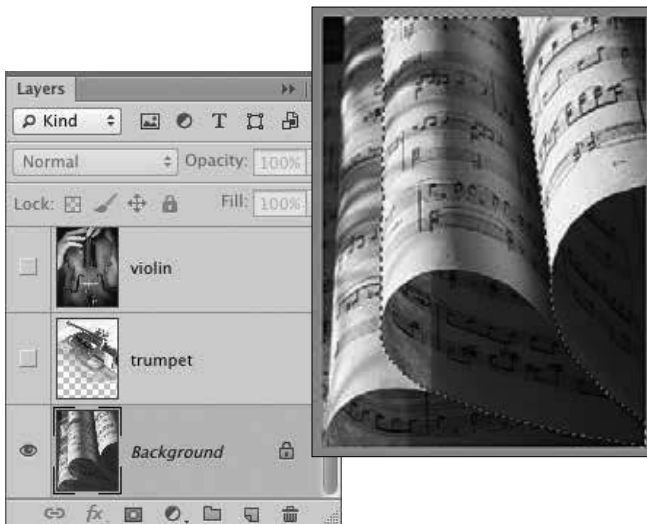 Layers
Kind
Normal Opacity: 100%
Lock: Fill: 100%
violin
trumpet
Background
fx